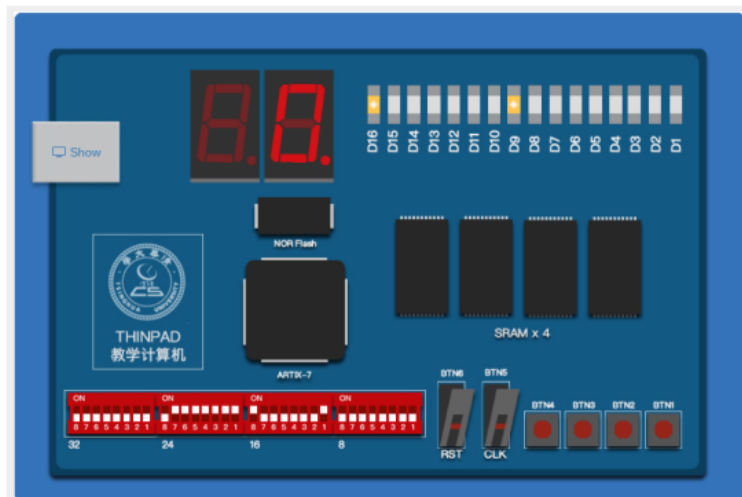 Show
D16 D15 D14 D13 D12 D11 D10 D9 D8 D7 D6 D5 D4 D3 D2 D1
NOR Flash
THINPAD
教学计算机
ARTIX-7
SRAM x 4
ON ON ON ON
8 7 6 5 4 3 2 1 8 7 6 5 4 3 2 1 8 7 6 5 4 3 2 1 8 7 6 5 4 3 2 1
32 24 16 8
BTN6 BTN5
RST CLK
BTN4 BTN3 BTN2 BTN1